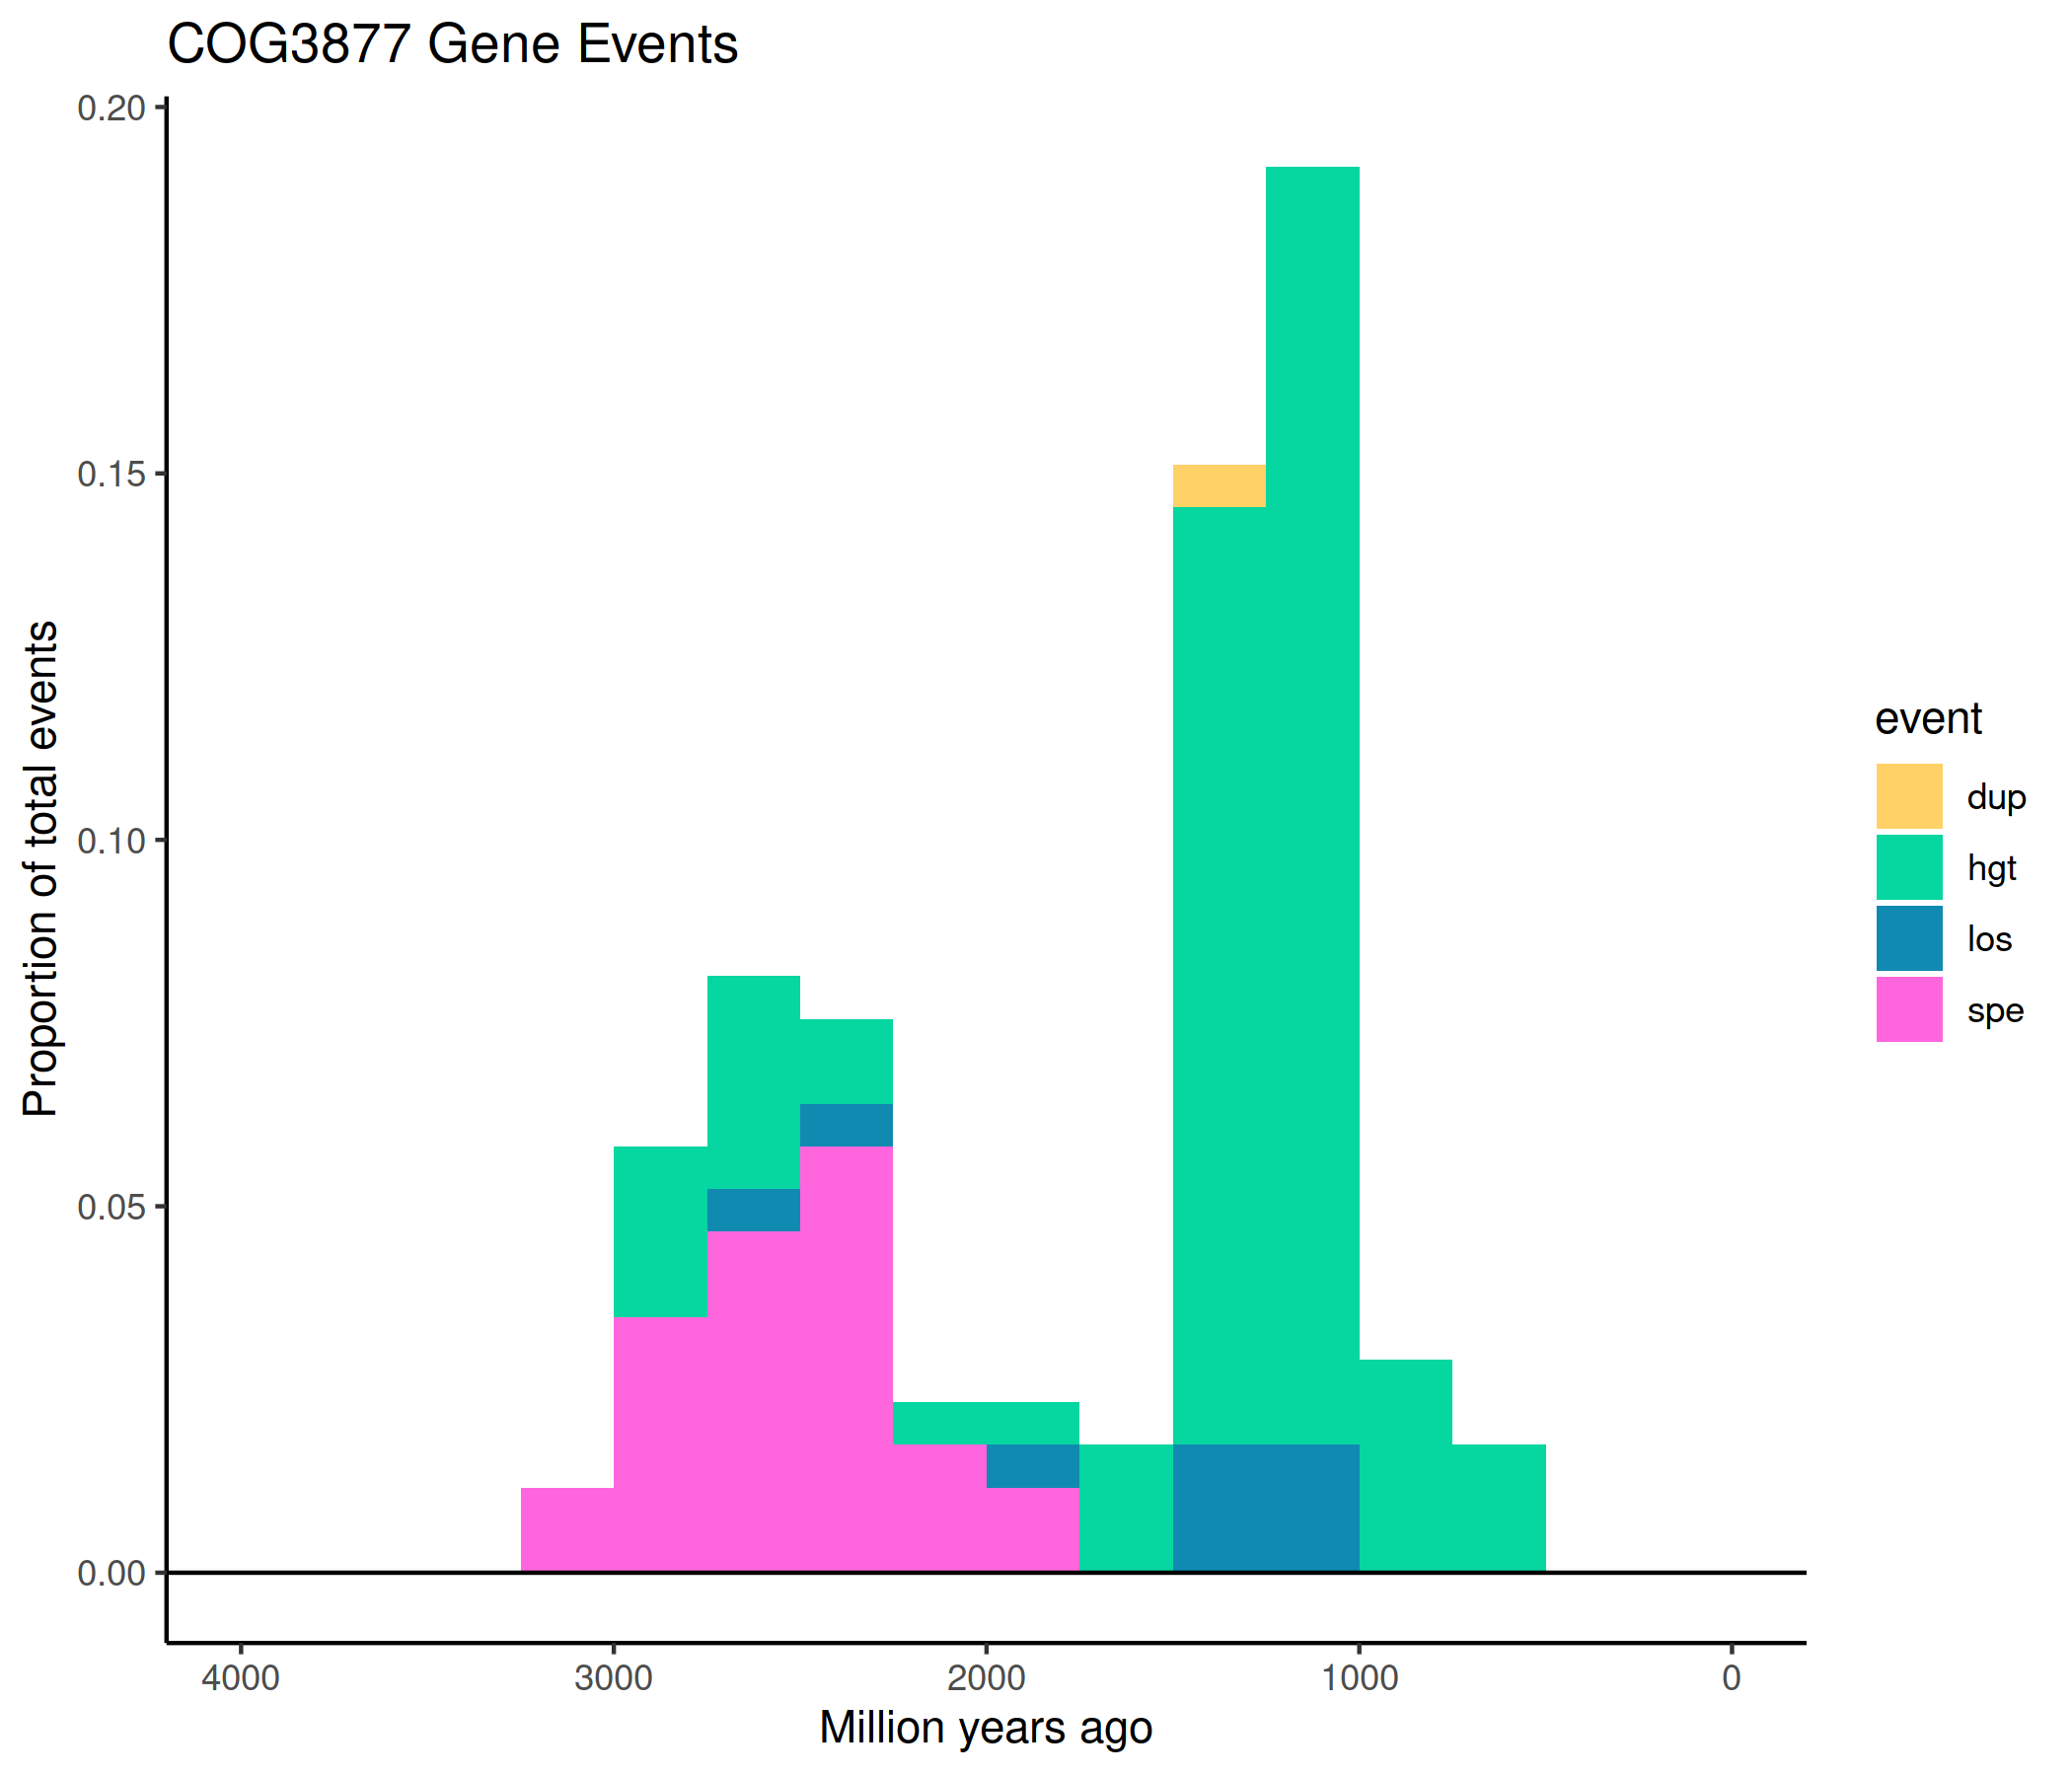 COG3877 Gene Events
0.20
0.15
0.10
0.05
0.00
Proportion of total events
4000 3000 2000 1000 0
Million years ago
event
dup
hgt
los
spe